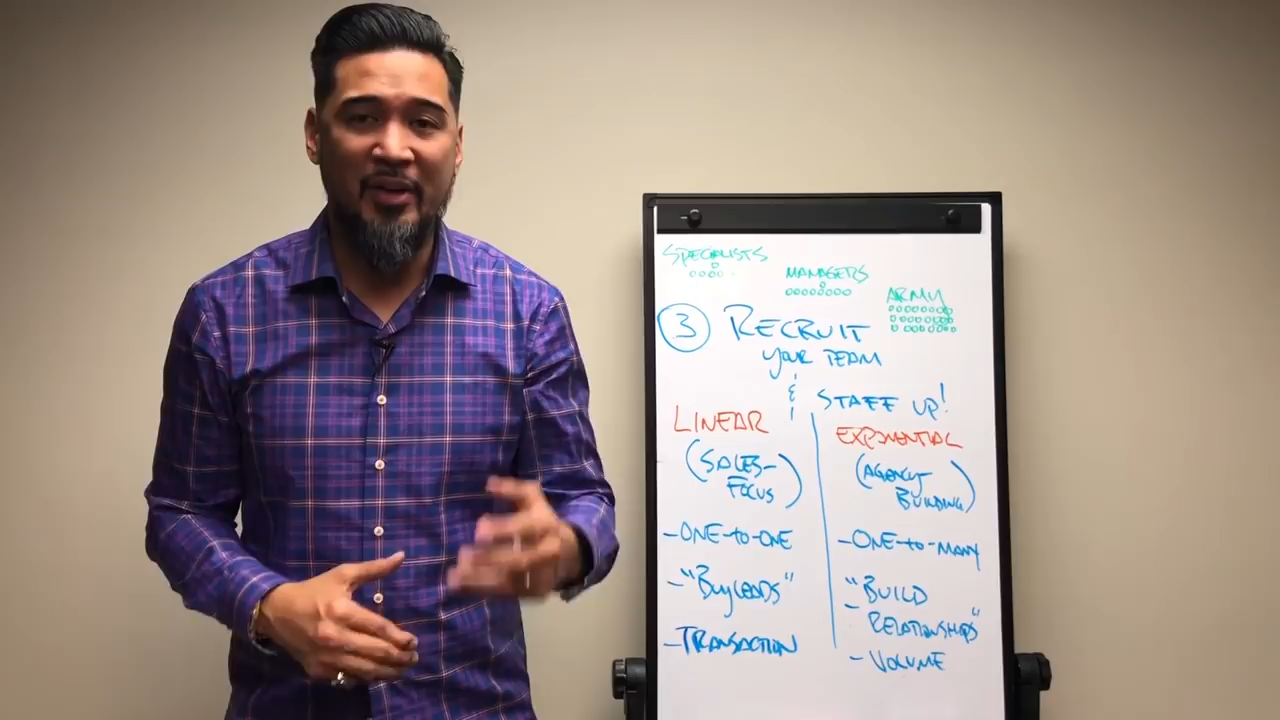 SPECIALISTS
MANAGERS
ARMY
3 RECRUIT
YOUR TEAM
& STAFF UP!
LINEAR
(SALES-
FOCUS)
-ONE-TO-ONE
-"BUY LEADS"
-TRANSACTION
EXPONENTIAL
(AGENCY
BUILDING)
-ONE-TO-MANY
-"BUILD
RELATIONSHIPS"
-VOLUME